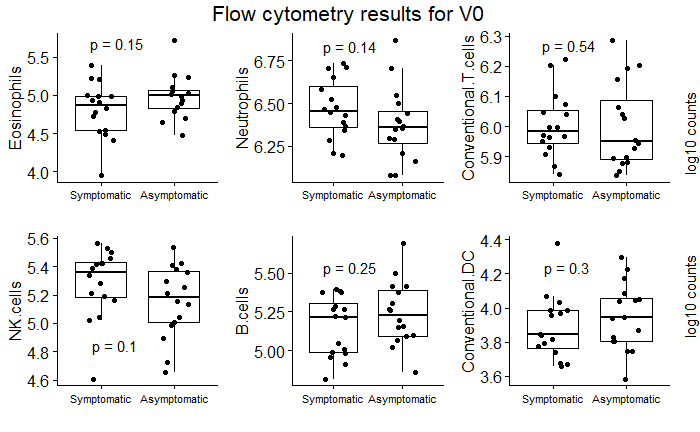 Flow cytometry results for V0
Eosinophils
p = 0.15
5.5
5.0
4.5
4.0
Symptomatic Asymptomatic
Neutrophils
p = 0.14
6.75
6.50
6.25
Symptomatic Asymptomatic
Conventional.T.cells
p = 0.54
6.3
6.2
6.1
6.0
5.9
Symptomatic Asymptomatic
log10 counts
NK.cells
p = 0.1
5.6
5.4
5.2
5.0
4.8
4.6
Symptomatic Asymptomatic
B.cells
p = 0.25
5.50
5.25
5.00
Symptomatic Asymptomatic
Conventional.DC
p = 0.3
4.4
4.2
4.0
3.8
3.6
Symptomatic Asymptomatic
log10 counts